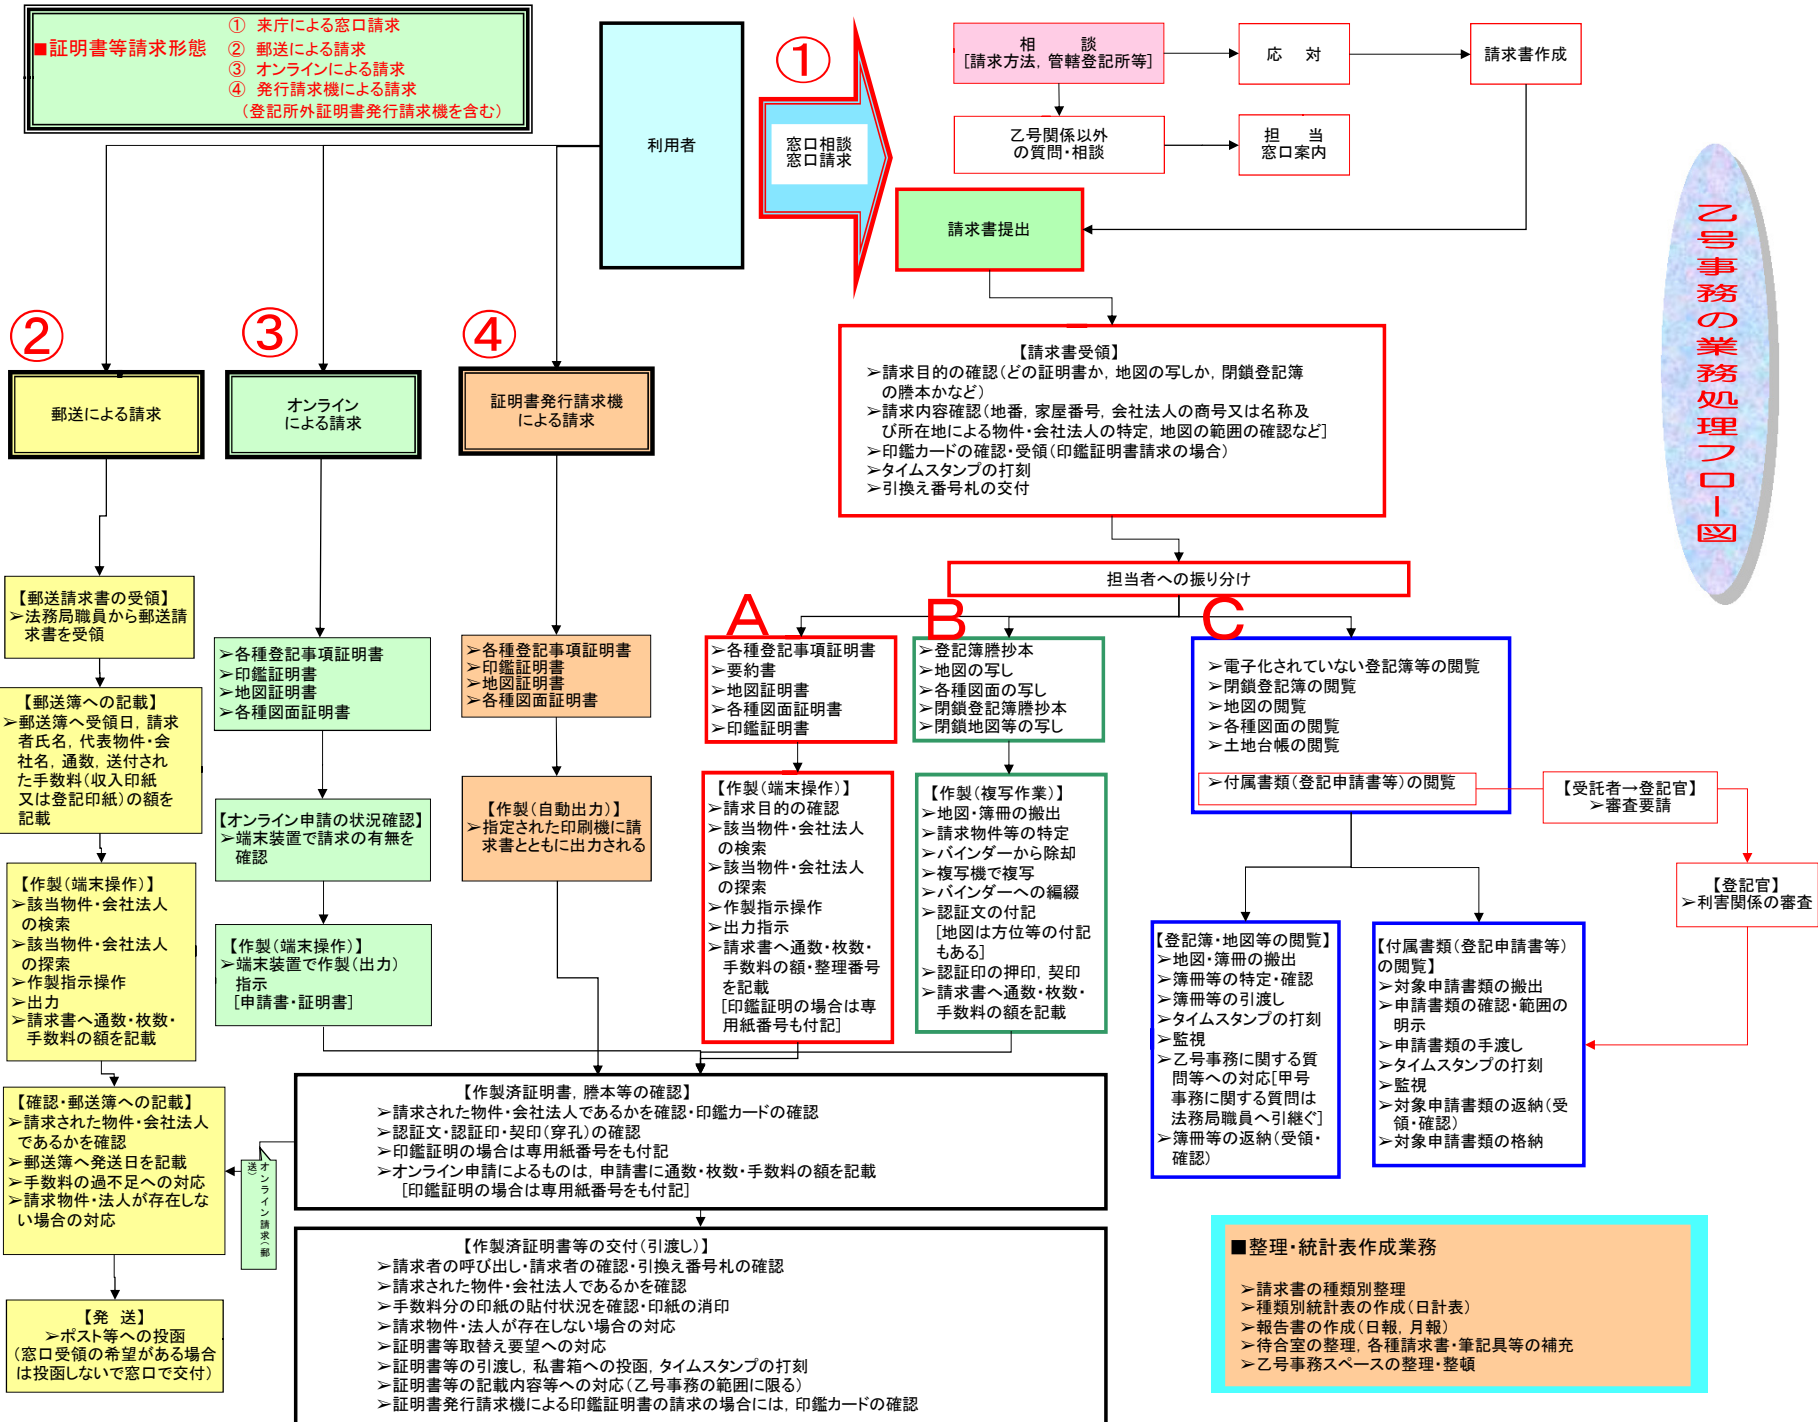 ■証明書等請求形態
① 来庁による窓口請求
② 郵送による請求
③ オンラインによる請求
④ 発行請求機による請求
（登記所外証明書発行請求機を含む）
利用者
①
窓口相談
窓口請求
相　　談
［請求方法，管轄登記所等］
応　対
請求書作成
乙号関係以外
の質問・相談
担　当
窓口案内
請求書提出
乙号事務の業務処理フロー図
②
③
④
郵送による請求
オンライン
による請求
証明書発行請求機
による請求
【請求書受領】
➢請求目的の確認（どの証明書か，地図の写しか，閉鎖登記簿
の謄本かなど）
➢請求内容確認（地番，家屋番号，会社法人の商号又は名称及
び所在地による物件・会社法人の特定，地図の範囲の確認など］
➢印鑑カードの確認・受領（印鑑証明書請求の場合）
➢タイムスタンプの打刻
➢引換え番号札の交付
担当者への振り分け
【郵送請求書の受領】
➢法務局職員から郵送請
求書を受領
【郵送簿への記載】
➢郵送簿へ受領日，請求
者氏名，代表物件・会
社名，通数，送付され
た手数料（収入印紙
又は登記印紙）の額を
記載
【作製（端末操作）】
➢該当物件・会社法人
の検索
➢該当物件・会社法人
の探索
➢作製指示操作
➢出力
➢請求書へ通数・枚数・
手数料の額を記載
【確認・郵送簿への記載】
➢請求された物件・会社法人
であるかを確認
➢郵送簿へ発送日を記載
➢手数料の過不足への対応
➢請求物件・法人が存在しな
い場合の対応
【発　送】
➢ポスト等への投函
（窓口受領の希望がある場合
は投函しないで窓口で交付）
➢各種登記事項証明書
➢印鑑証明書
➢地図証明書
➢各種図面証明書
【オンライン申請の状況確認】
➢端末装置で請求の有無を
確認
【作製（端末操作）】
➢端末装置で作製（出力）
指示
［申請書・証明書］
オンライン請求（郵
送）
➢各種登記事項証明書
➢印鑑証明書
➢地図証明書
➢各種図面証明書
【作製（自動出力）】
➢指定された印刷機に請
求書とともに出力される
A
➢各種登記事項証明書
➢要約書
➢地図証明書
➢各種図面証明書
➢印鑑証明書
【作製（端末操作）】
➢請求目的の確認
➢該当物件・会社法人
の検索
➢該当物件・会社法人
の探索
➢作製指示操作
➢出力指示
➢請求書へ通数・枚数・
手数料の額・整理番号
を記載
［印鑑証明の場合は専
用紙番号も付記］
B
➢登記簿謄抄本
➢地図の写し
➢各種図面の写し
➢閉鎖登記簿謄抄本
➢閉鎖地図等の写し
【作製（複写作業）】
➢地図・簿冊の搬出
➢請求物件等の特定
➢バインダーから除却
➢複写機で複写
➢バインダーへの編綴
➢認証文の付記
［地図は方位等の付記
もある］
➢認証印の押印，契印
➢請求書へ通数・枚数・
手数料の額を記載
C
➢電子化されていない登記簿等の閲覧
➢閉鎖登記簿の閲覧
➢地図の閲覧
➢各種図面の閲覧
➢土地台帳の閲覧
➢付属書類（登記申請書等）の閲覧
【受託者→登記官】
➢審査要請
【登記官】
➢利害関係の審査
【登記簿・地図等の閲覧】
➢地図・簿冊の搬出
➢簿冊等の特定・確認
➢簿冊等の引渡し
➢タイムスタンプの打刻
➢監視
➢乙号事務に関する質
問等への対応［甲号
事務に関する質問は
法務局職員へ引継ぐ］
➢簿冊等の返納（受領・
確認）
【付属書類（登記申請書等）
の閲覧】
➢対象申請書類の搬出
➢申請書類の確認・範囲の
明示
➢申請書類の手渡し
➢タイムスタンプの打刻
➢監視
➢対象申請書類の返納（受
領・確認）
➢対象申請書類の格納
【作製済証明書，謄本等の確認】
➢請求された物件・会社法人であるかを確認・印鑑カードの確認
➢認証文・認証印・契印（穿孔）の確認
➢印鑑証明の場合は専用紙番号をも付記
➢オンライン申請によるものは，申請書に通数・枚数・手数料の額を記載
［印鑑証明の場合は専用紙番号をも付記］
【作製済証明書等の交付（引渡し）】
➢請求者の呼び出し・請求者の確認・引換え番号札の確認
➢請求された物件・会社法人であるかを確認
➢手数料分の印紙の貼付状況を確認・印紙の消印
➢請求物件・法人が存在しない場合の対応
➢証明書等取替え要望への対応
➢証明書等の引渡し，私書箱への投函，タイムスタンプの打刻
➢証明書等の記載内容等への対応（乙号事務の範囲に限る）
➢証明書発行請求機による印鑑証明書の請求の場合には，印鑑カードの確認
■整理・統計表作成業務
➢請求書の種類別整理
➢種類別統計表の作成（日計表）
➢報告書の作成（日報，月報）
➢待合室の整理，各種請求書・筆記具等の補充
➢乙号事務スペースの整理・整頓